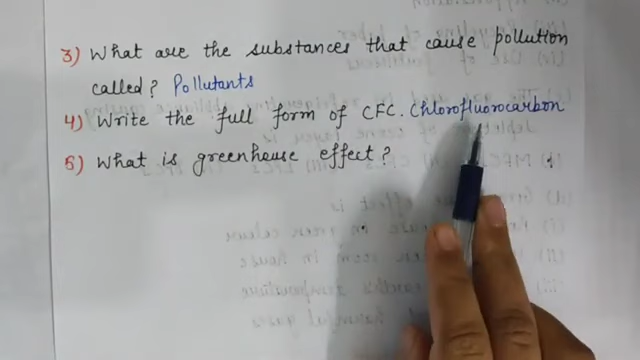 3) What are the substances that cause pollution
called? Pollutants
4) Write the full form of CFC. Chlorofluorocarbon
5) What is greenhouse effect?